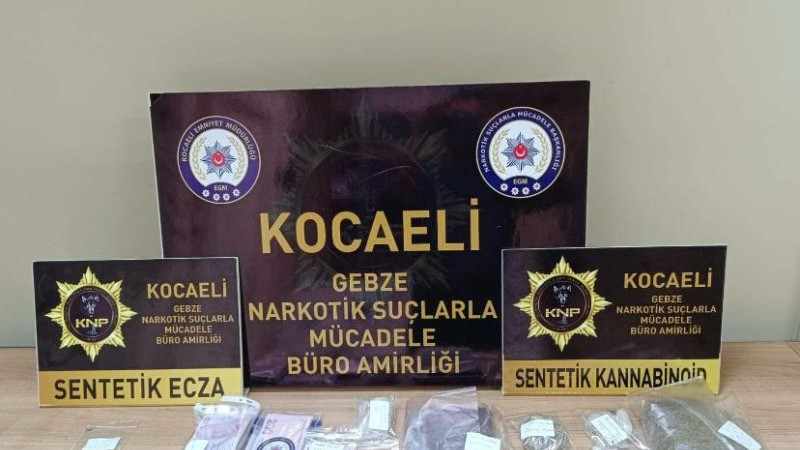 KOCAELİ EMNİYET MÜDÜRLÜĞÜ
EGM
NARKOTİK SUÇLARLA MÜCADELE BAŞKANLIĞI
EGM
KOCAELİ
GEBZE
NARKOTİK SUÇLARLA
MÜCADELE
BÜRO AMİRLİĞİ
KNP
KOCAELİ
GEBZE
NARKOTİK SUÇLARLA
MÜCADELE
BÜRO AMİRLİĞİ
SENTETİK ECZA
KNP
KOCAELİ
GEBZE
NARKOTİK SUÇLARLA
MÜCADELE
BÜRO AMİRLİĞİ
SENTETİK KANNABİNOİD